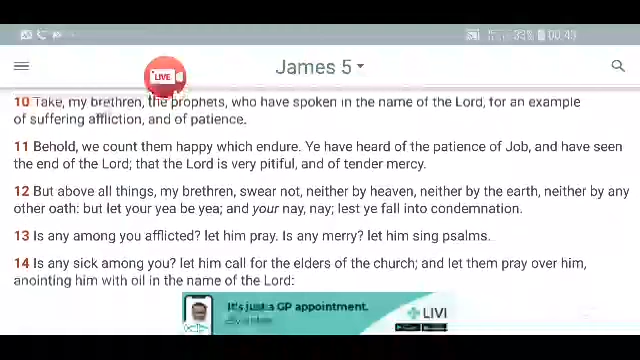 33% 00:43
James 5
LIVE
10 Take, my brethren, the prophets, who have spoken in the name of the Lord, for an example
of suffering affliction, and of patience.
11 Behold, we count them happy which endure. Ye have heard of the patience of Job, and have seen
the end of the Lord; that the Lord is very pitiful, and of tender mercy.
12 But above all things, my brethren, swear not, neither by heaven, neither by the earth, neither by any
other oath: but let your yea be yea; and your nay, nay; lest ye fall into condemnation.
13 Is any among you afflicted? let him pray. Is any merry? let him sing psalms.
14 Is any sick among you? let him call for the elders of the church; and let them pray over him,
anointing him with oil in the name of the Lord:
It's just a GP appointment.
LIVI